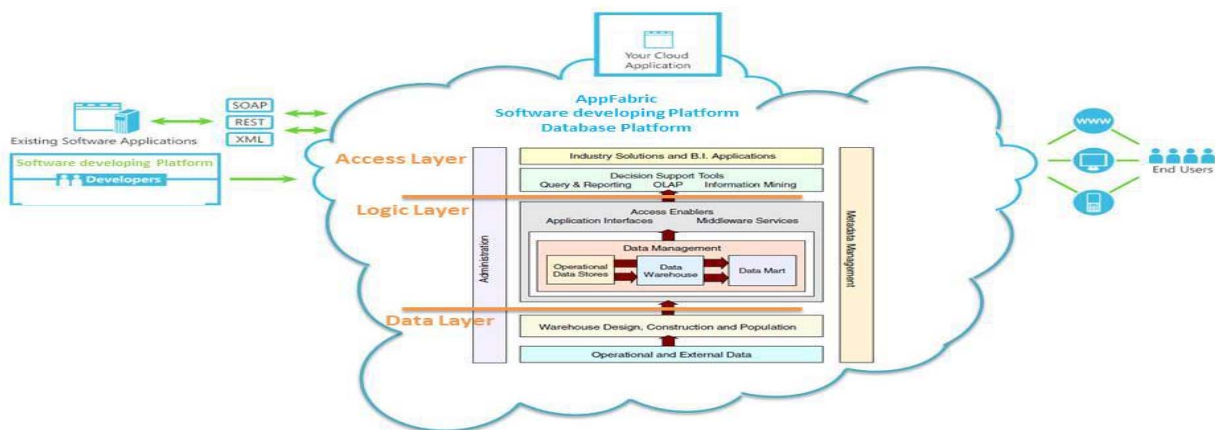 Your Cloud
Application
AppFabric
Software developing Platform
Database Platform
SOAP
REST
XML
Existing Software Applications
Software developing Platform
Developers
Access Layer
Logic Layer
Data Layer
Administration
Industry Solutions and B.I. Applications
Decision Support Tools
Query & Reporting OLAP Information Mining
Access Enablers
Application Interfaces Middleware Services
Data Management
Operational
Data Stores
Data
Warehouse
Data Mart
Warehouse Design, Construction and Population
Operational and External Data
Metadata Management
www
End Users